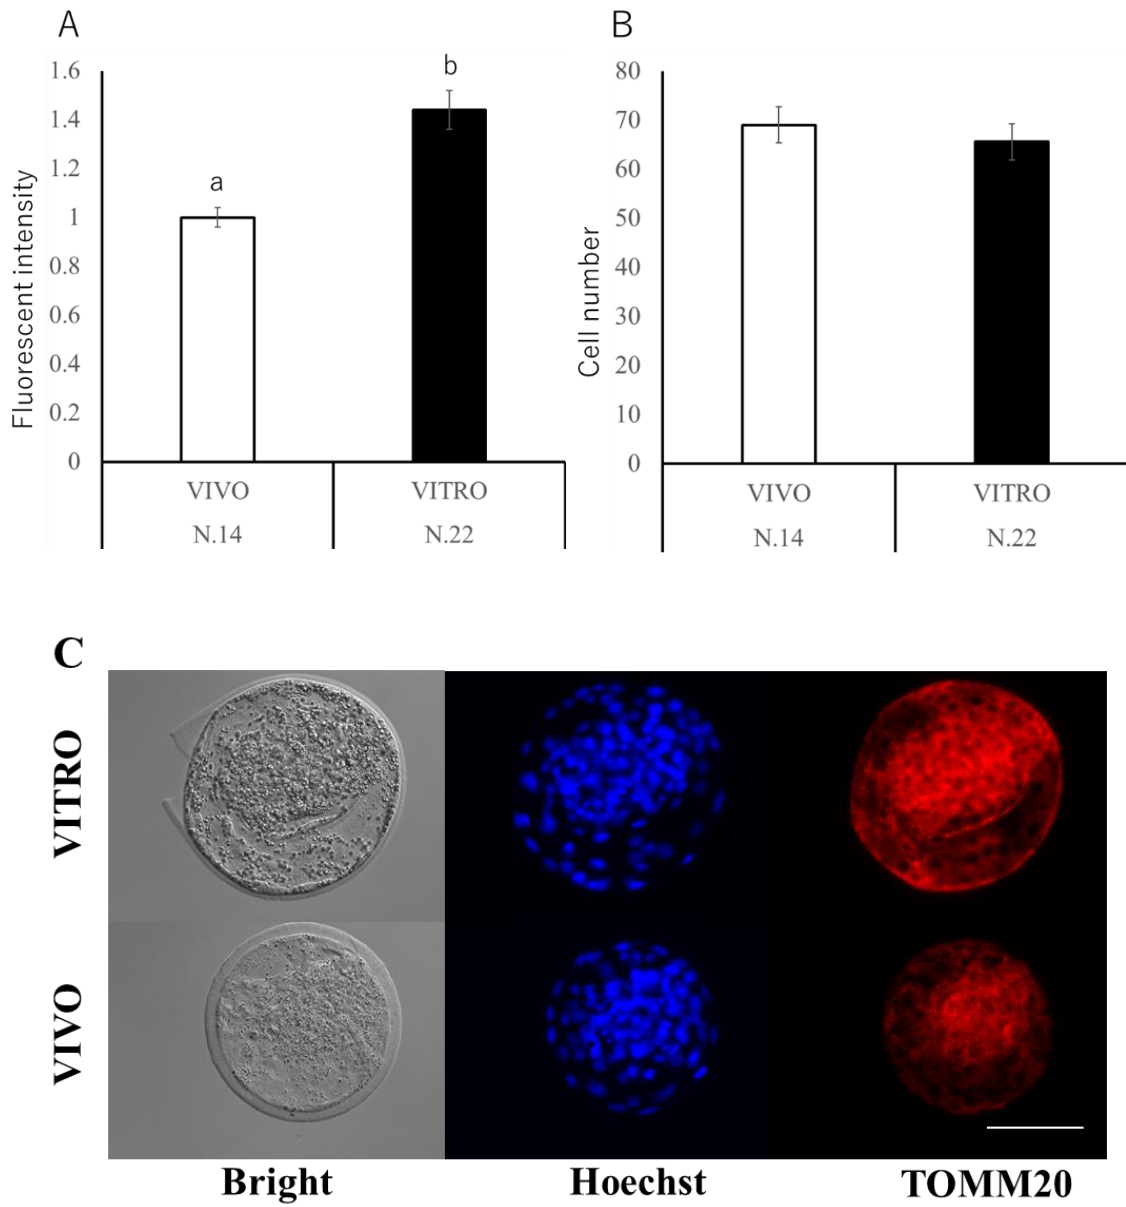 A
Fluorescent intensity
1.6
1.4
1.2
1
0.8
0.6
0.4
0.2
0
a
b
VIVO
VITRO
N.14
N.22
B
Cell number
80
70
60
50
40
30
20
10
0
VIVO
VITRO
N.14
N.22
C
VITRO
VIVO
Bright
Hoechst
TOMM20